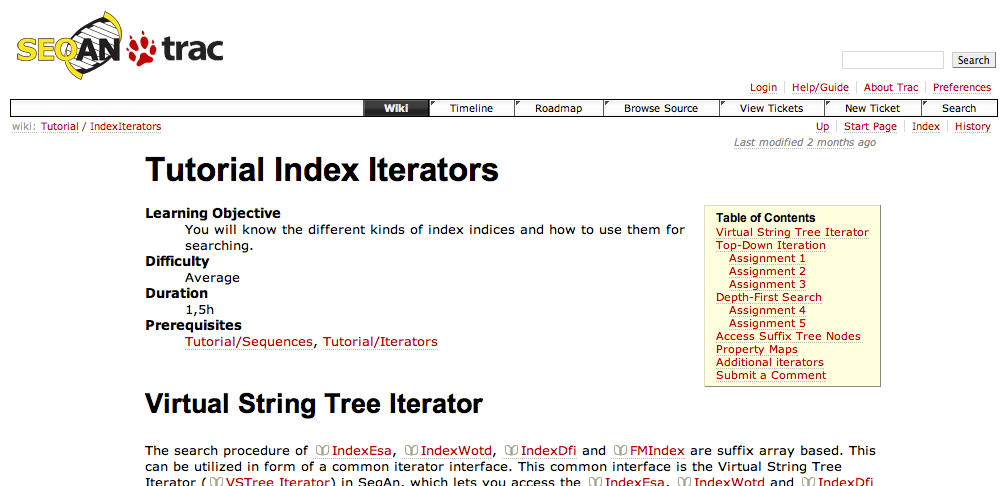 SEQAN trac
Search
Login Help/Guide About Trac Preferences
Wiki Timeline Roadmap Browse Source View Tickets New Ticket Search
wiki: Tutorial / IndexIterators
Up Start Page Index History
Last modified 2 months ago
Tutorial Index Iterators
Learning Objective
You will know the different kinds of index indices and how to use them for
searching.
Difficulty
Average
Duration
1,5h
Prerequisites
Tutorial/Sequences, Tutorial/Iterators
Table of Contents
Virtual String Tree Iterator
Top-Down Iteration
Assignment 1
Assignment 2
Assignment 3
Depth-First Search
Assignment 4
Assignment 5
Access Suffix Tree Nodes
Property Maps
Additional iterators
Submit a Comment
Virtual String Tree Iterator
The search procedure of IndexEsa, IndexWotd, IndexDfi and FMIndex are suffix array based. This
can be utilized in form of a common iterator interface. This common interface is the Virtual String Tree
Iterator ( VSTree Iterator) in SeqAn, which lets you access the IndexEsa, IndexWotd and IndexDfi